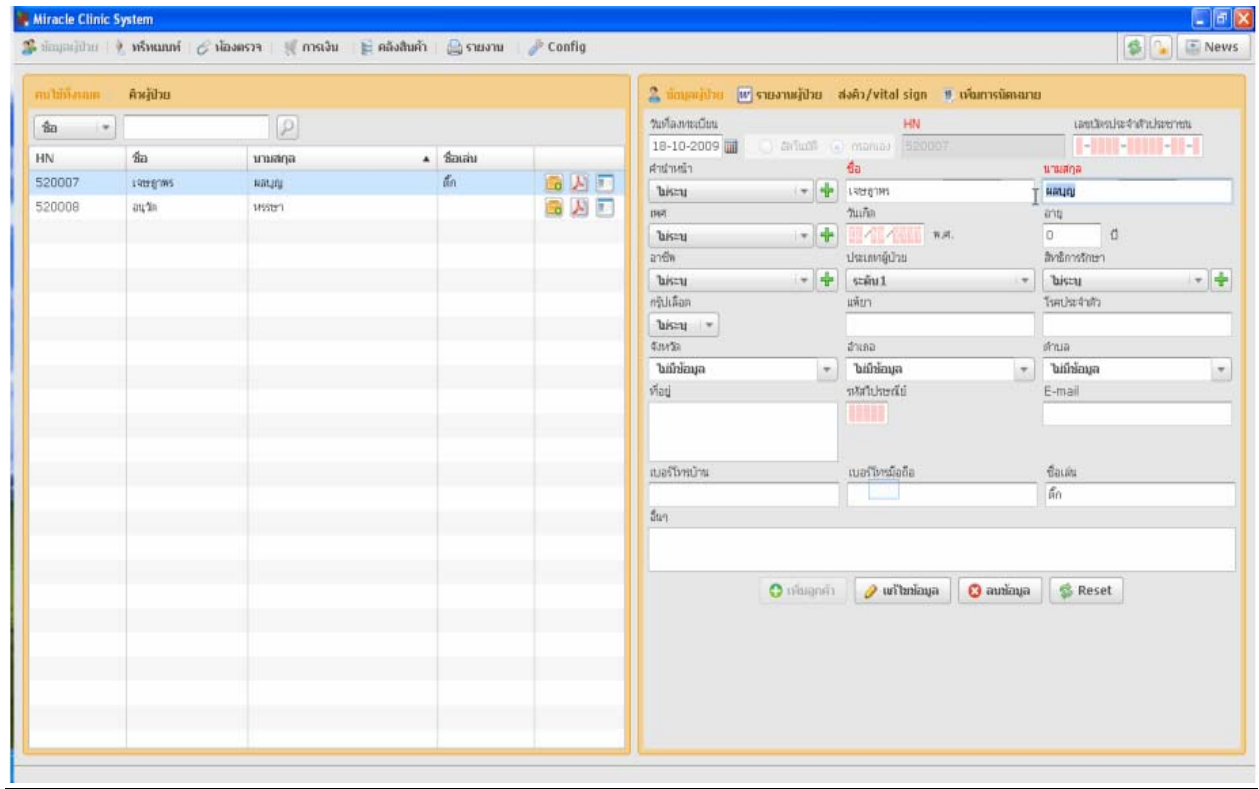 Miracle Clinic System
ข้อมูลผู้ป่วย ทรีทเมนท์ ห้องตรวจ การเงิน คลังสินค้า รายงาน Config News
คนไข้ทั้งหมด คิวผู้ป่วย
ชื่อ
HN ชื่อ นามสกุล ชื่อเล่น
520007 เจษฎาพร ผลบุญ ติ๊ก
520008 อนุวัต หรรษา
ข้อมูลผู้ป่วย รายงานผู้ป่วย ส่งคิว/vital sign เพิ่มการนัดหมาย
วันที่ลงทะเบียน HN เลขบัตรประจำตัวประชาชน
18-10-2009 อัตโนมัติ กรอกเอง 520007
คำนำหน้า ชื่อ นามสกุล
ไม่ระบุ เจษฎาพร ผลบุญ
เพศ วันเกิด อายุ
ไม่ระบุ พ.ศ. 0 ปี
อาชีพ ประเภทผู้ป่วย สิทธิการรักษา
ไม่ระบุ ระดับ1 ไม่ระบุ
กรุ๊ปเลือด แพ้ยา โรคประจำตัว
ไม่ระบุ
จังหวัด อำเภอ ตำบล
ไม่มีข้อมูล ไม่มีข้อมูล ไม่มีข้อมูล
ที่อยู่ รหัสไปรษณีย์ E-mail
เบอร์โทรบ้าน เบอร์โทรมือถือ ชื่อเล่น
ติ๊ก
อื่นๆ
เพิ่มลูกค้า แก้ไขข้อมูล ลบข้อมูล Reset